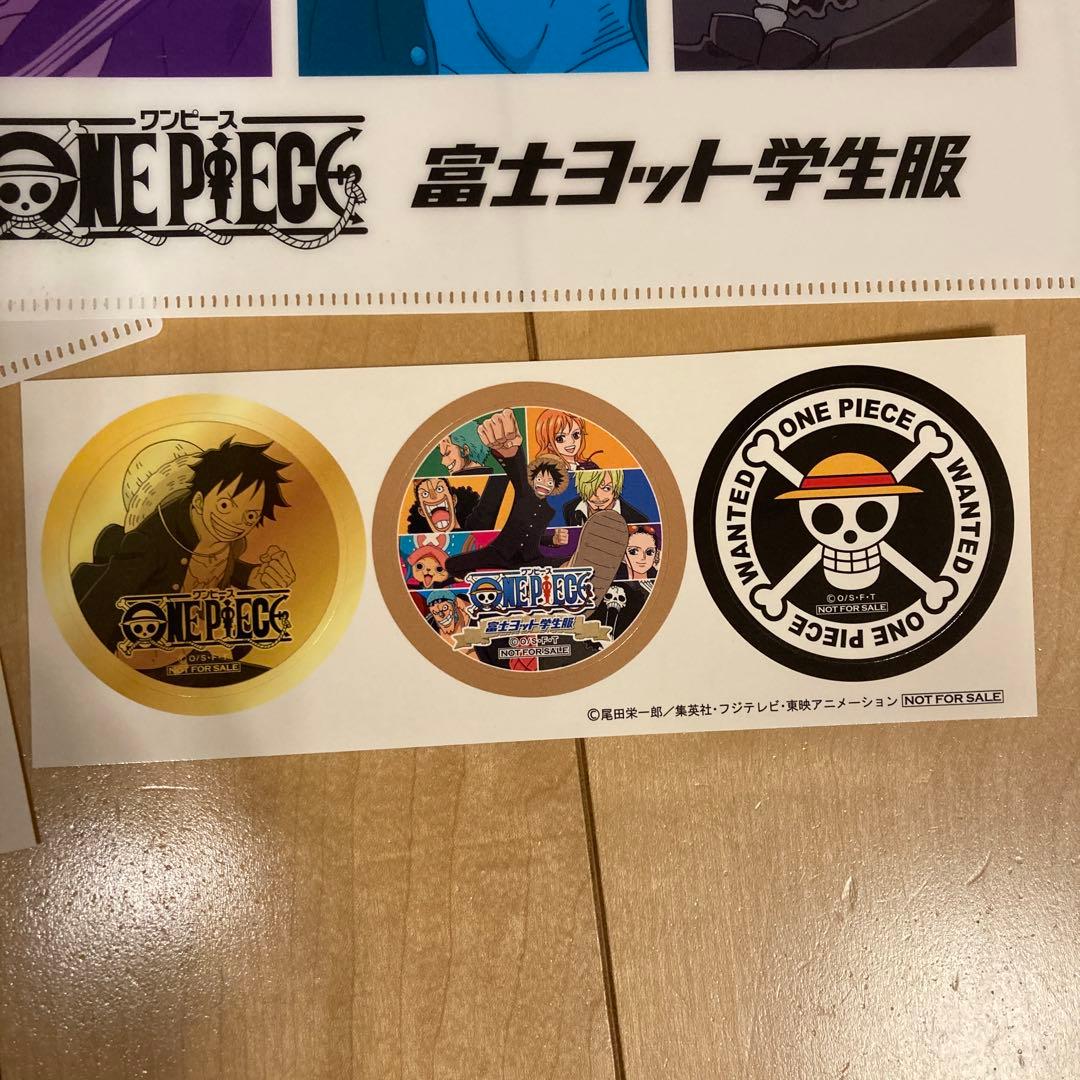 ワンピース
ONE PIECE
富士ヨット学生服
ワンピース
ONE PIECE
©O/S・F・T
NOT FOR SALE
ワンピース
ONE PIECE
富士ヨット学生服
©O/S・F・T
NOT FOR SALE
ONE PIECE
WANTED
ONE PIECE
WANTED
©O/S・F・T
NOT FOR SALE
©尾田栄一郎／集英社・フジテレビ・東映アニメーション NOT FOR SALE